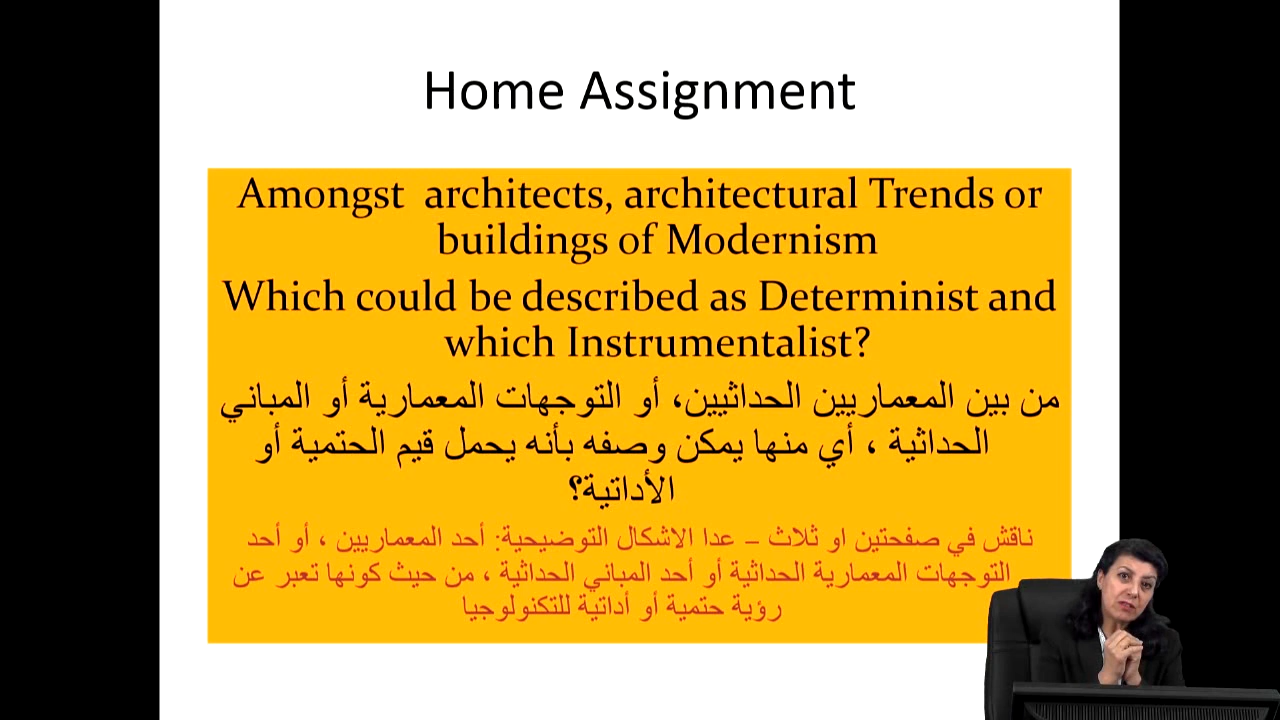 Home Assignment
Amongst architects, architectural Trends or
buildings of Modernism
Which could be described as Determinist and
which Instrumentalist?
من بين المعماريين الحداثيين، أو التوجهات المعمارية أو المباني
الحداثية ، أي منها يمكن وصفه بأنه يحمل قيم الحتمية أو
الأداتية؟
ناقش في صفحتين او ثلاث – عدا الاشكال التوضيحية: أحد المعماريين ، أو أحد
التوجهات المعمارية الحداثية أو أحد المباني الحداثية ، من حيث كونها تعبر عن
رؤية حتمية أو أداتية للتكنولوجيا